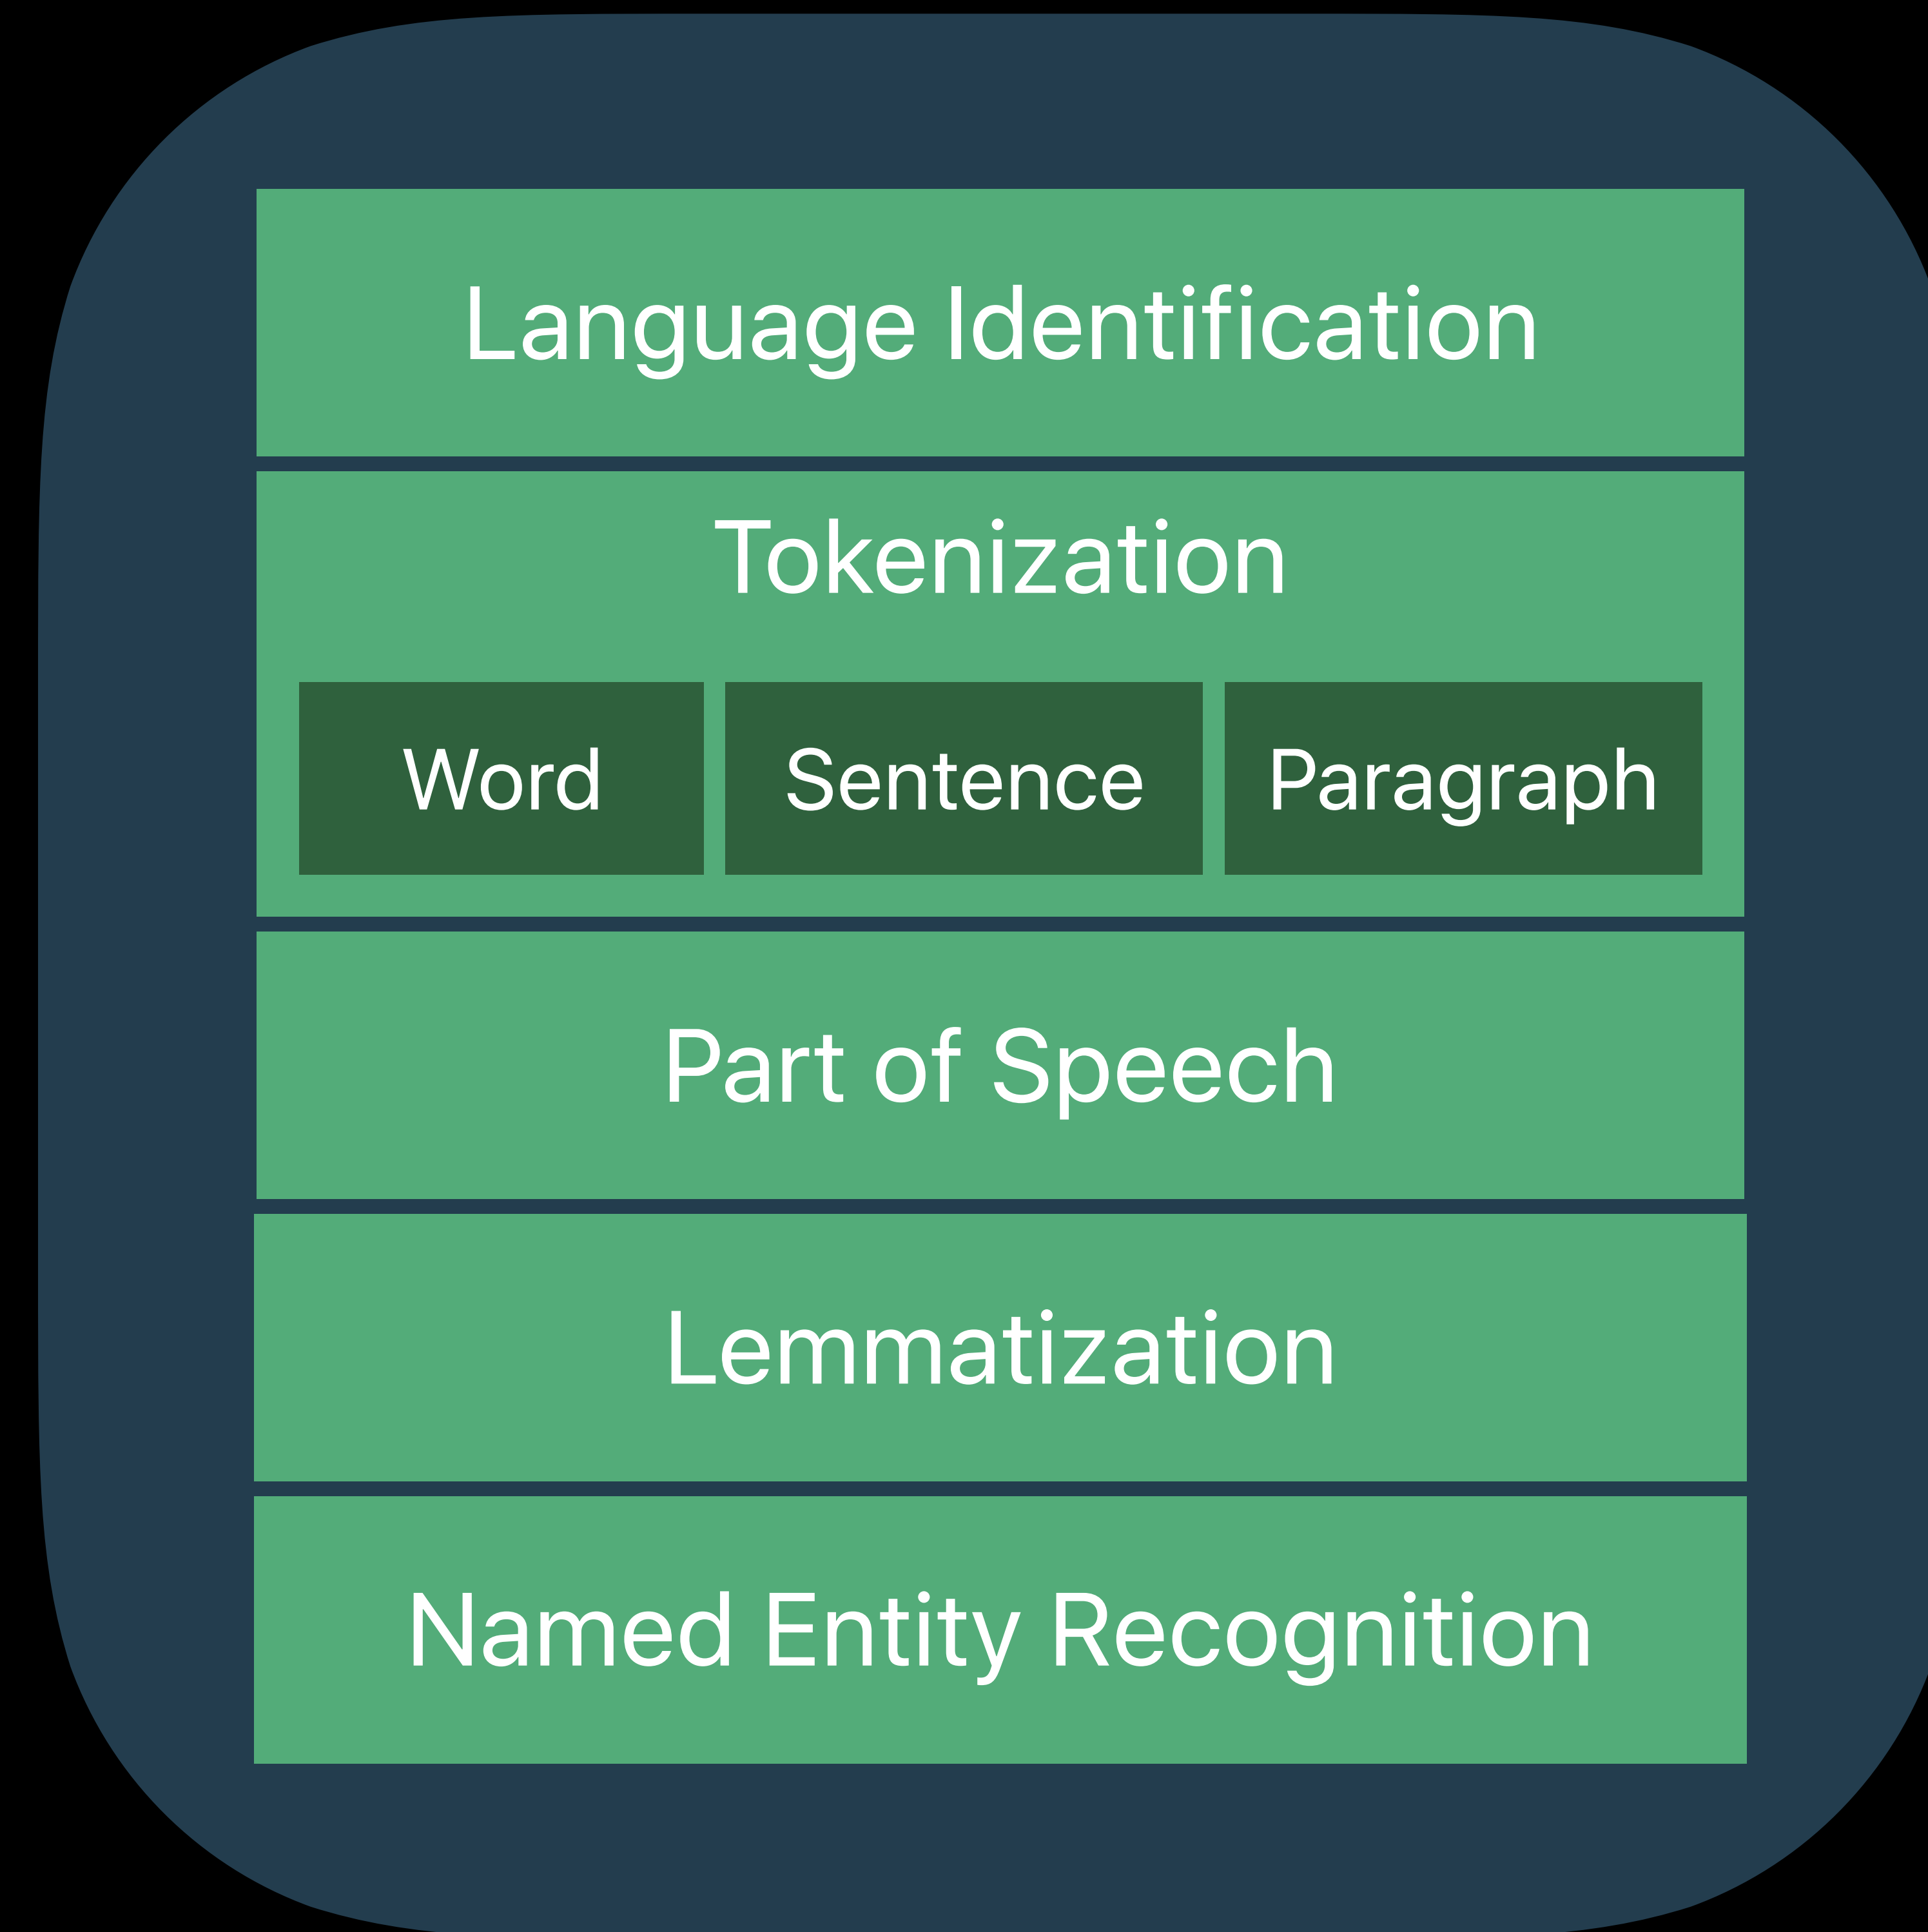 Language Identification
Tokenization
Word Sentence Paragraph
Part of Speech
Lemmatization
Named Entity Recognition